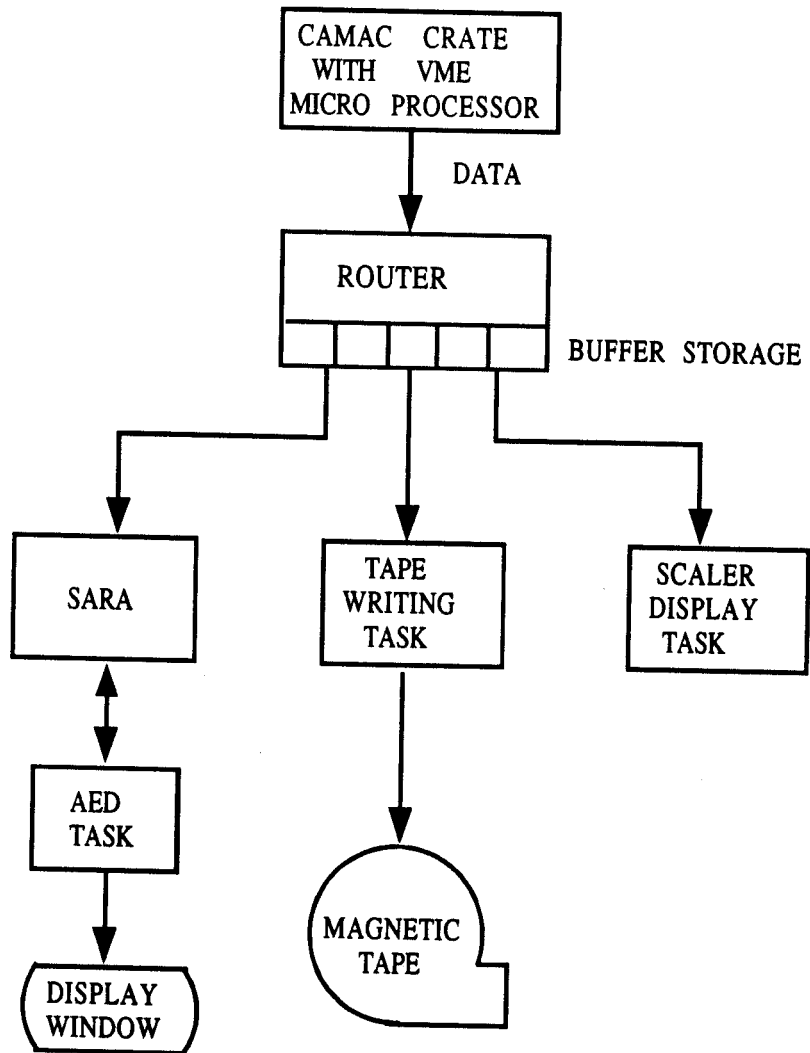 CAMAC CRATE
WITH VME
MICRO PROCESSOR
DATA
ROUTER
BUFFER STORAGE
SARA
TAPE
WRITING
TASK
SCALER
DISPLAY
TASK
AED
TASK
MAGNETIC
TAPE
DISPLAY
WINDOW